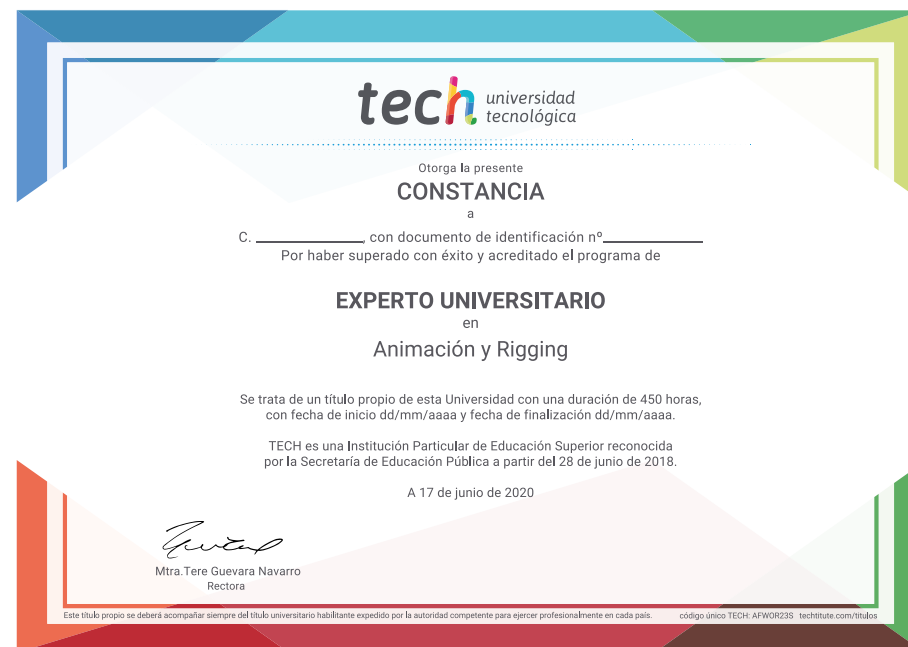 tech universidad
tecnológica
Otorga la presente
CONSTANCIA
a
C. ____________, con documento de identificación nº____________
Por haber superado con éxito y acreditado el programa de
EXPERTO UNIVERSITARIO
en
Animación y Rigging
Se trata de un título propio de esta Universidad con una duración de 450 horas,
con fecha de inicio dd/mm/aaaa y fecha de finalización dd/mm/aaaa.
TECH es una Institución Particular de Educación Superior reconocida
por la Secretaría de Educación Pública a partir del 28 de junio de 2018.
A 17 de junio de 2020
Mtra.Tere Guevara Navarro
Rectora
Este título propio se deberá acompañar siempre del título universitario habilitante expedido por la autoridad competente para ejercer profesionalmente en cada país. código único TECH: AFWOR23S techtitute.com/titulos